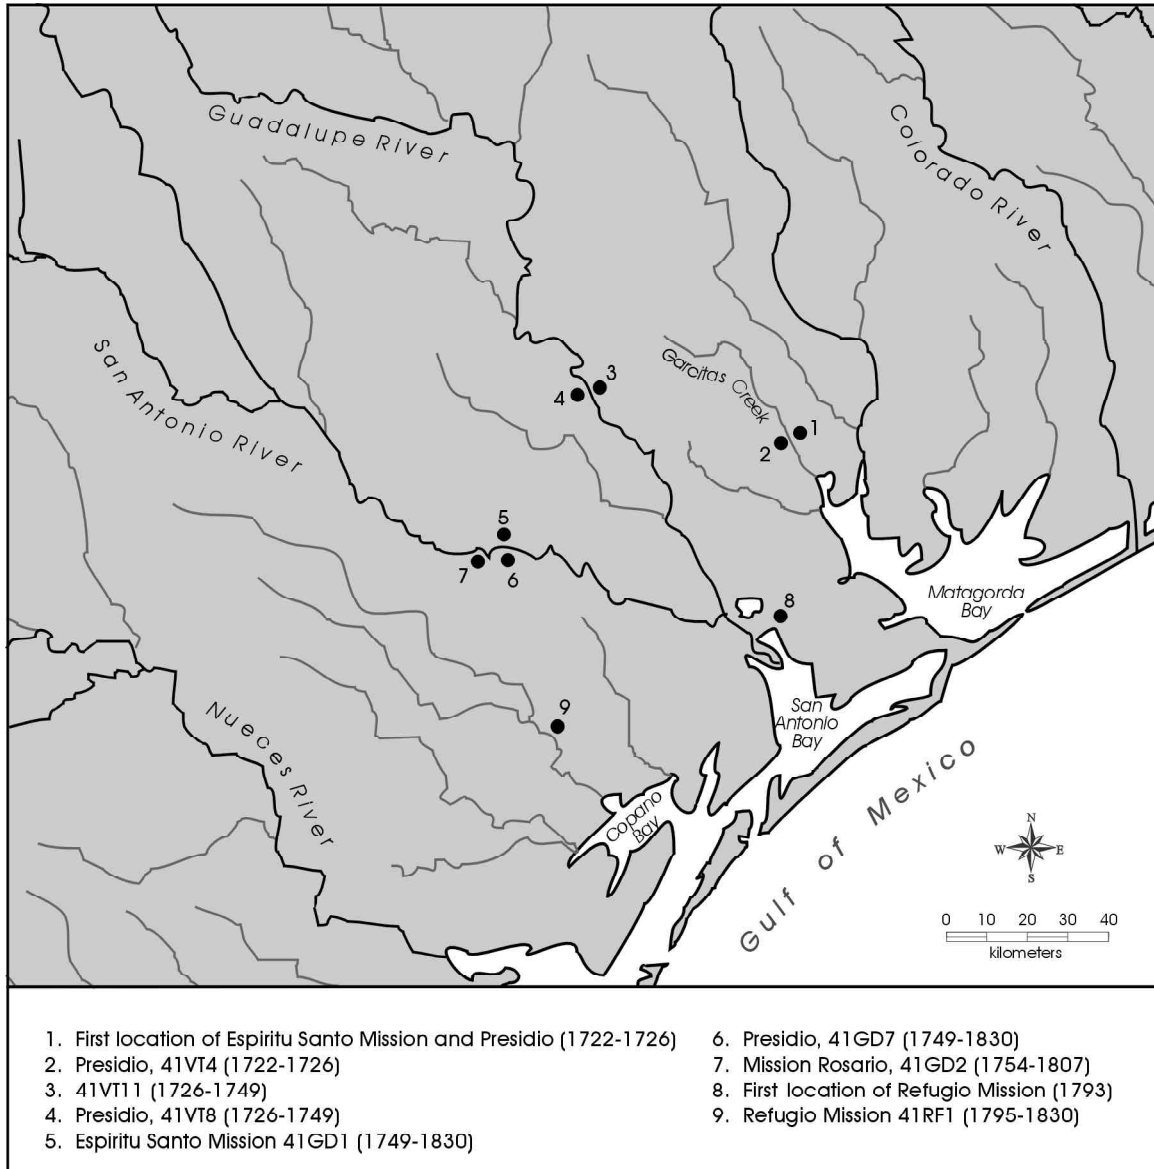 Guadalupe River
Colorado River
San Antonio River
Garcitas Creek
3
4
1
2
5
7
6
8
Matagorda
Bay
9
San
Antonio
Bay
Nueces River
Copano
Bay
Gulf of Mexico
N
W E
S
0 10 20 30 40
kilometers
1. First location of Espiritu Santo Mission and Presidio (1722-1726)
2. Presidio, 41VT4 (1722-1726)
3. 41VT11 (1726-1749)
4. Presidio, 41VT8 (1726-1749)
5. Espiritu Santo Mission 41GD1 (1749-1830)
6. Presidio, 41GD7 (1749-1830)
7. Mission Rosario, 41GD2 (1754-1807)
8. First location of Refugio Mission (1793)
9. Refugio Mission 41RF1 (1795-1830)